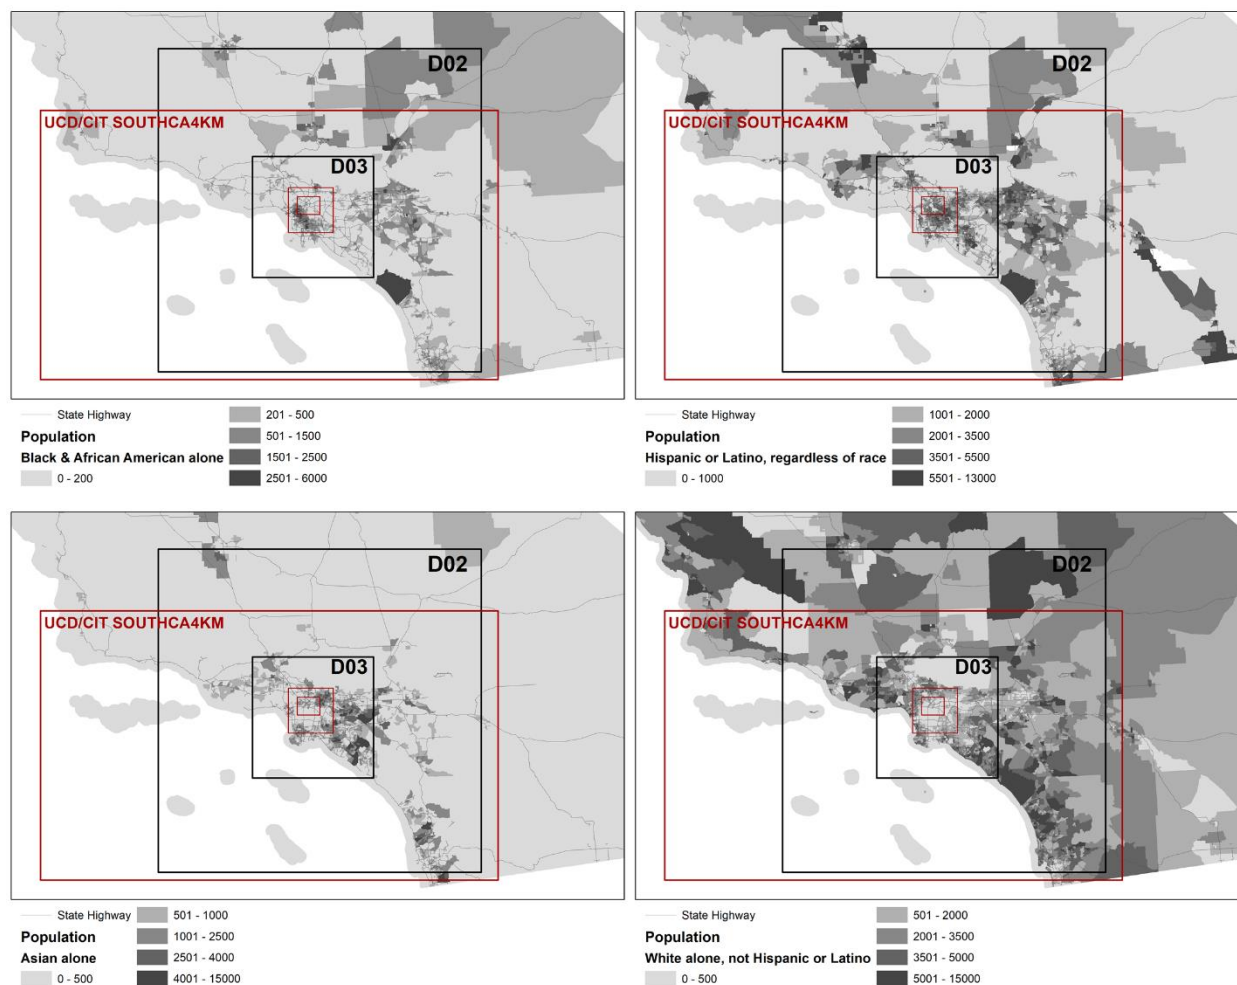 D02
UCD/CIT SOUTHCA4KM
D03
State Highway
Population
Black & African American alone
0 - 200
201 - 500
501 - 1500
1501 - 2500
2501 - 6000
D02
UCD/CIT SOUTHCA4KM
D03
State Highway
Population
Hispanic or Latino, regardless of race
0 - 1000
1001 - 2000
2001 - 3500
3501 - 5500
5501 - 13000
D02
UCD/CIT SOUTHCA4KM
D03
State Highway
Population
Asian alone
0 - 500
501 - 1000
1001 - 2500
2501 - 4000
4001 - 15000
D02
UCD/CIT SOUTHCA4KM
D03
State Highway
Population
White alone, not Hispanic or Latino
0 - 500
501 - 2000
2001 - 3500
3501 - 5000
5001 - 15000